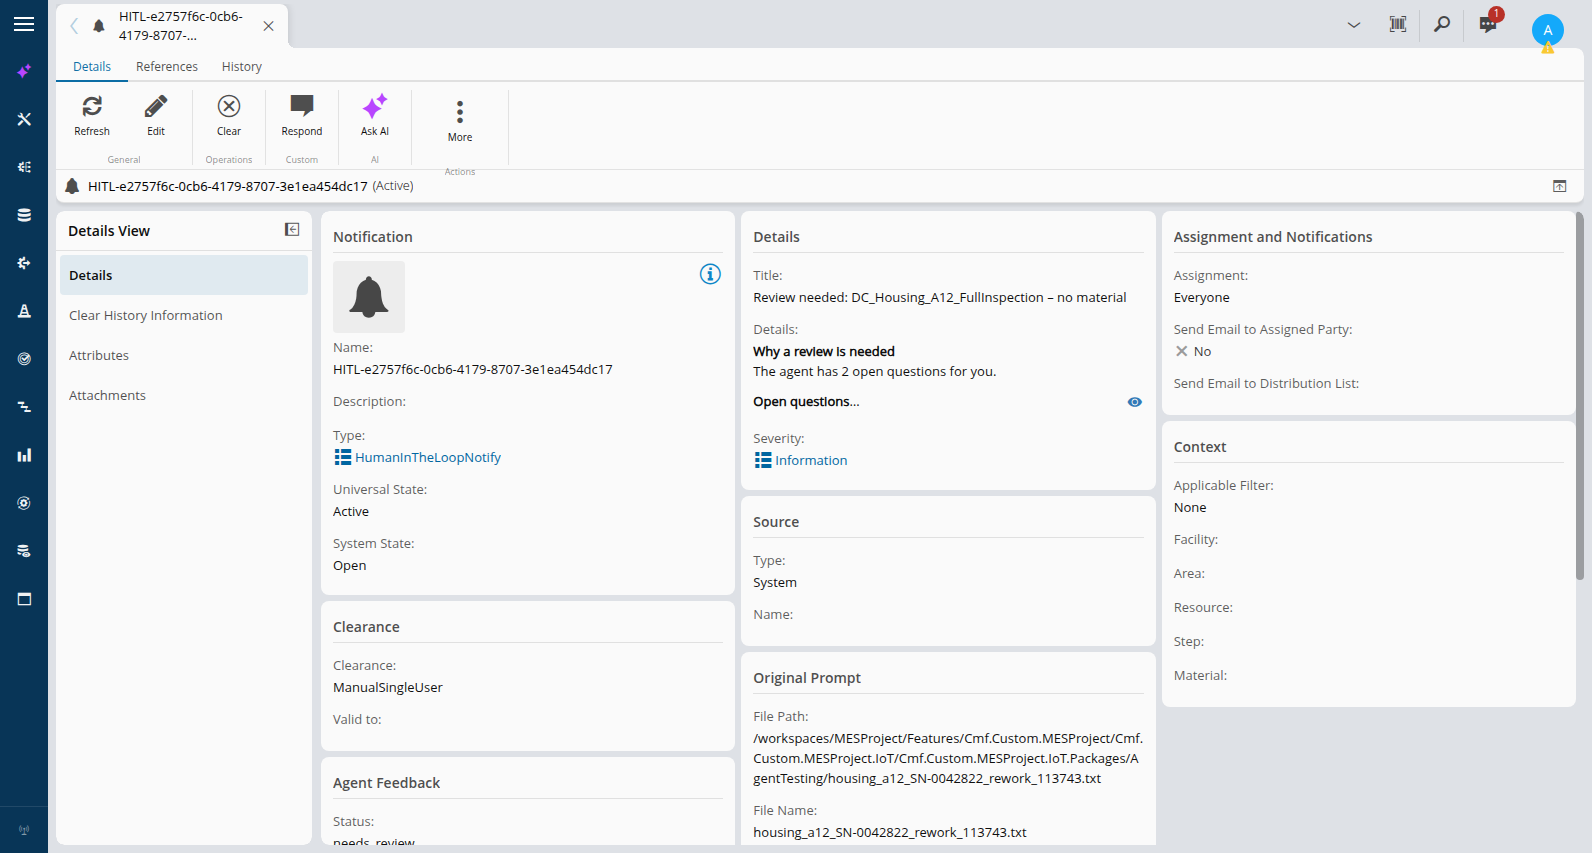 HITL-e2757f6c-0cb6-
4179-8707-...
1
A
Details
References
History
Refresh
Edit
Clear
Respond
Ask AI
More
General
Operations
Custom
AI
Actions
HITL-e2757f6c-0cb6-4179-8707-3e1ea454dc17 (Active)
Details View
Details
Clear History Information
Attributes
Attachments
Notification
Name:
HITL-e2757f6c-0cb6-4179-8707-3e1ea454dc17
Description:
Type:
HumanInTheLoopNotify
Universal State:
Active
System State:
Open
Clearance
Clearance:
ManualSingleUser
Valid to:
Agent Feedback
Status:
needs_review
Details
Title:
Review needed: DC_Housing_A12_FullInspection – no material
Details:
Why a review is needed
The agent has 2 open questions for you.
Open questions...
Severity:
Information
Source
Type:
System
Name:
Original Prompt
File Path:
/workspaces/MESProject/Features/Cmf.Custom.MESProject/Cmf.
Custom.MESProject.IoT/Cmf.Custom.MESProject.IoT.Packages/A
gentTesting/housing_a12_SN-0042822_rework_113743.txt
File Name:
housing_a12_SN-0042822_rework_113743.txt
Assignment and Notifications
Assignment:
Everyone
Send Email to Assigned Party:
No
Send Email to Distribution List:
Context
Applicable Filter:
None
Facility:
Area:
Resource:
Step:
Material: